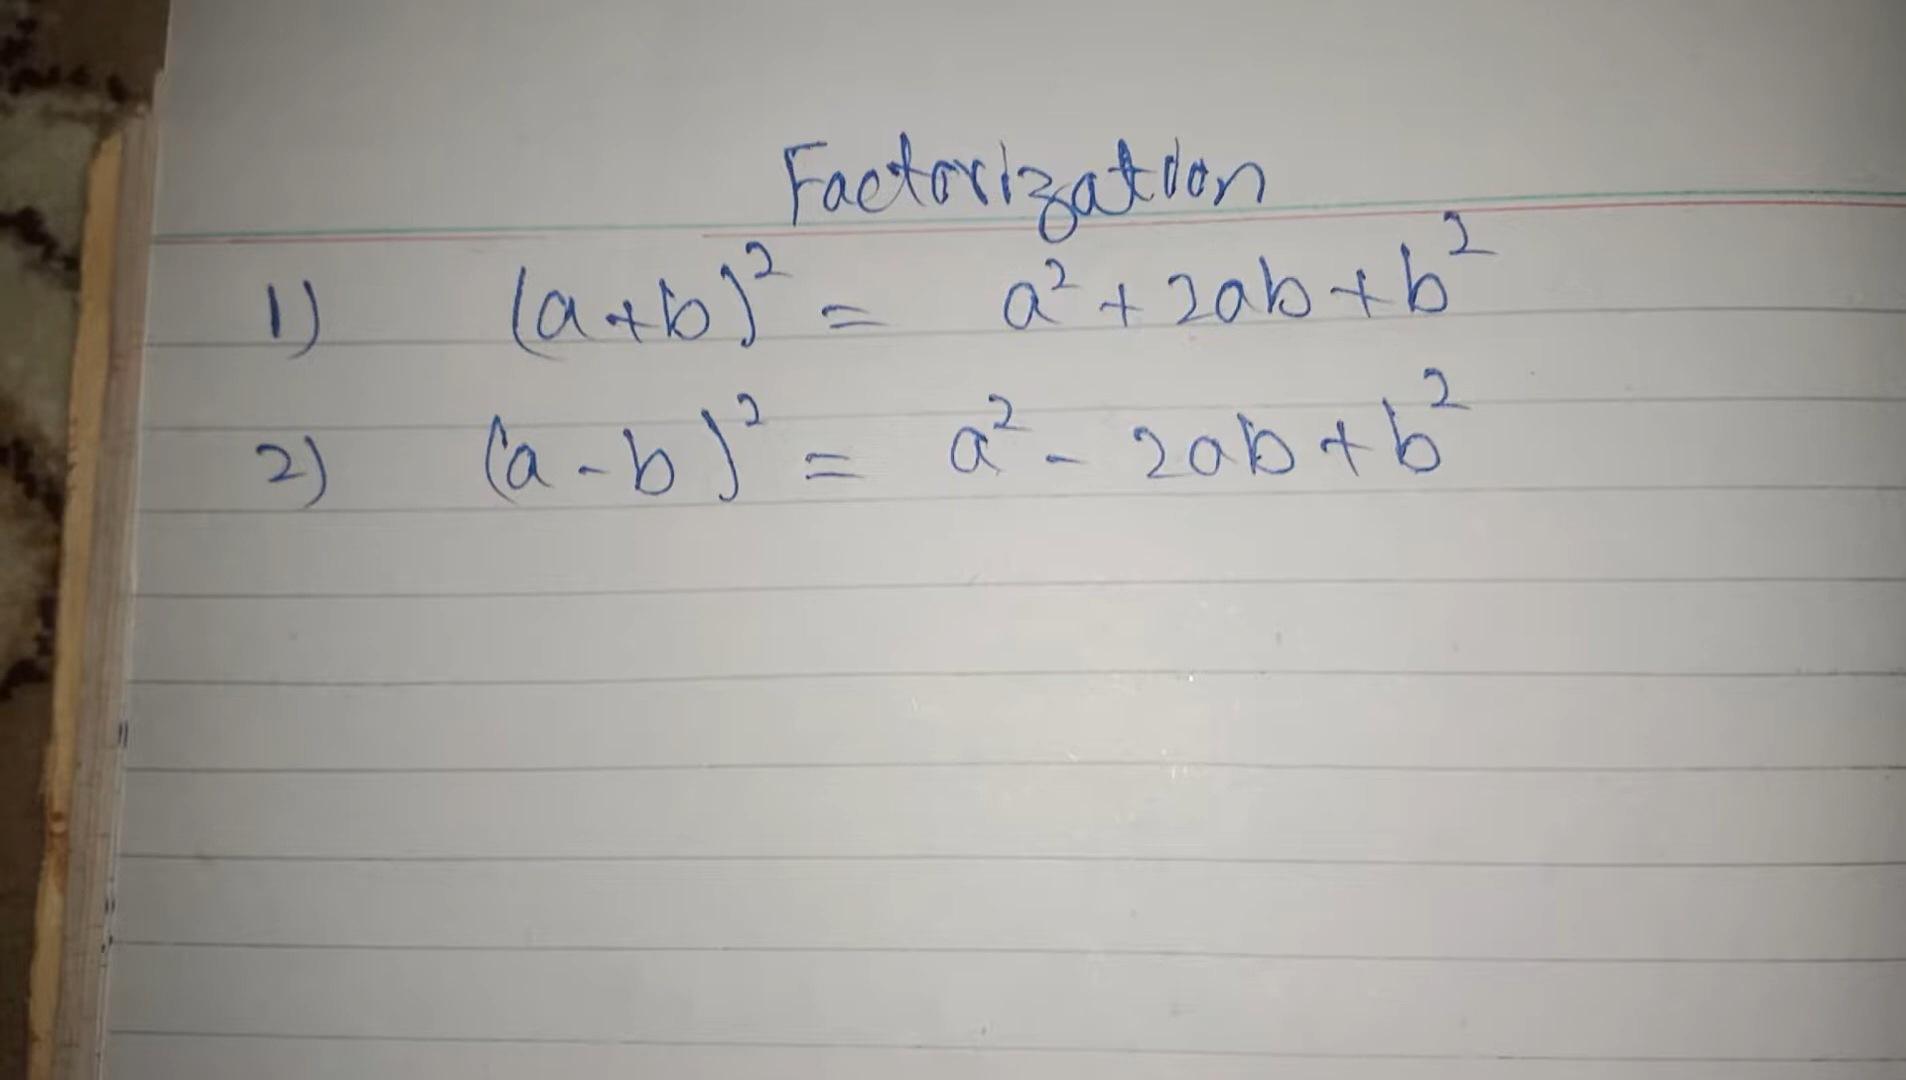 Factorization
1) (a+b)² = a² + 2ab + b²
2) (a-b)² = a² - 2ab + b²